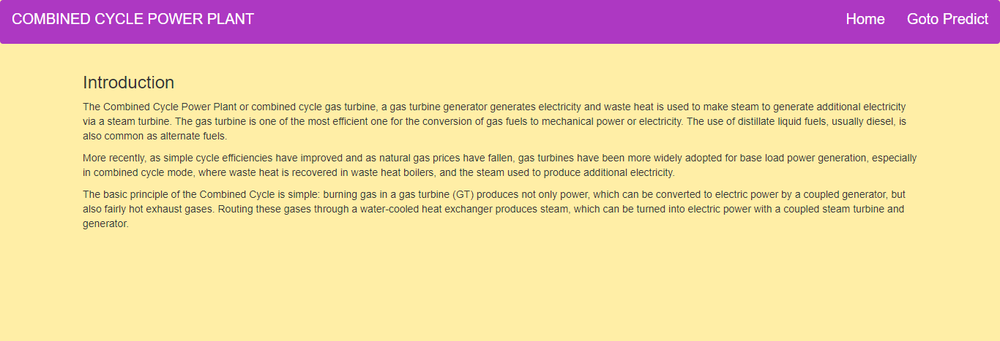 COMBINED CYCLE POWER PLANT
Home
Goto Predict
Introduction
The Combined Cycle Power Plant or combined cycle gas turbine, a gas turbine generator generates electricity and waste heat is used to make steam to generate additional electricity
via a steam turbine. The gas turbine is one of the most efficient one for the conversion of gas fuels to mechanical power or electricity. The use of distillate liquid fuels, usually diesel, is
also common as alternate fuels.
More recently, as simple cycle efficiencies have improved and as natural gas prices have fallen, gas turbines have been more widely adopted for base load power generation, especially
in combined cycle mode, where waste heat is recovered in waste heat boilers, and the steam used to produce additional electricity.
The basic principle of the Combined Cycle is simple: burning gas in a gas turbine (GT) produces not only power, which can be converted to electric power by a coupled generator, but
also fairly hot exhaust gases. Routing these gases through a water-cooled heat exchanger produces steam, which can be turned into electric power with a coupled steam turbine and
generator.